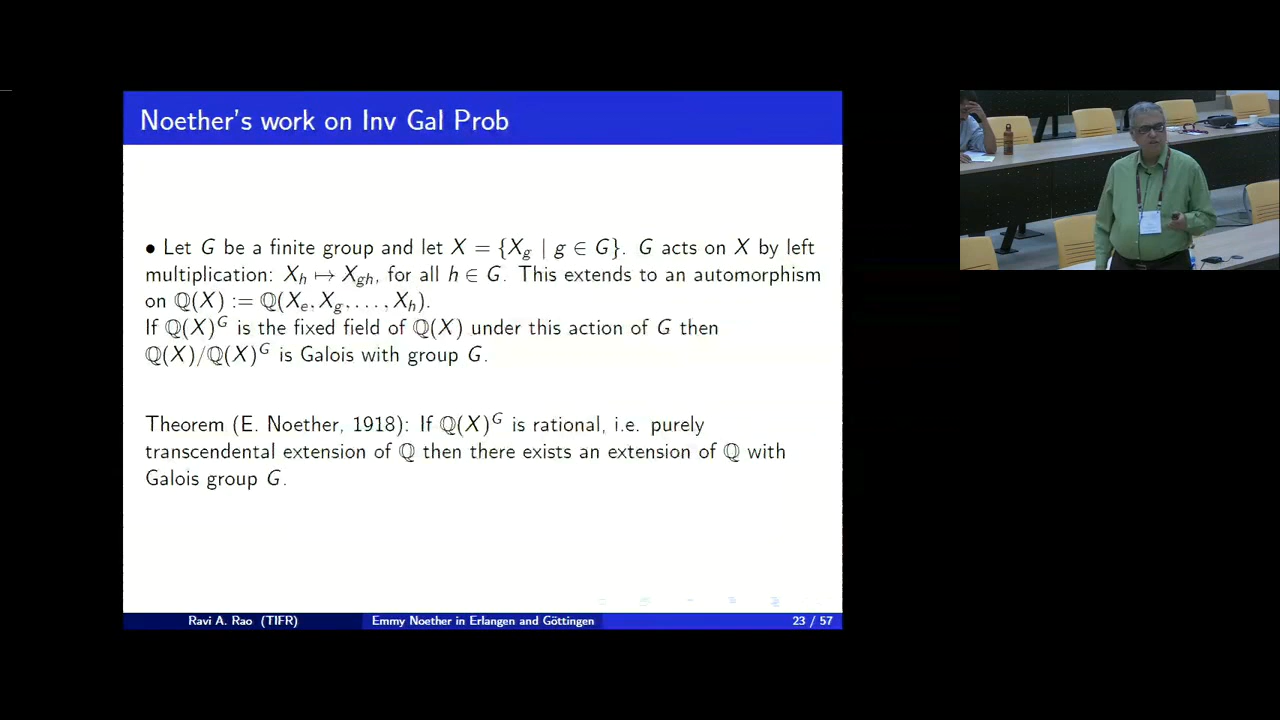 Noether's work on Inv Gal Prob
• Let G be a finite group and let X = {X_g | g ∈ G}. G acts on X by left
multiplication: X_h ↦ X_{gh}, for all h ∈ G. This extends to an automorphism
on ℚ(X) := ℚ(X_e, X_g, . . . , X_h).
If ℚ(X)^G is the fixed field of ℚ(X) under this action of G then
ℚ(X)/ℚ(X)^G is Galois with group G.
Theorem (E. Noether, 1918): If ℚ(X)^G is rational, i.e. purely
transcendental extension of ℚ then there exists an extension of ℚ with
Galois group G.
Ravi A. Rao (TIFR) Emmy Noether in Erlangen and Göttingen 23 / 57